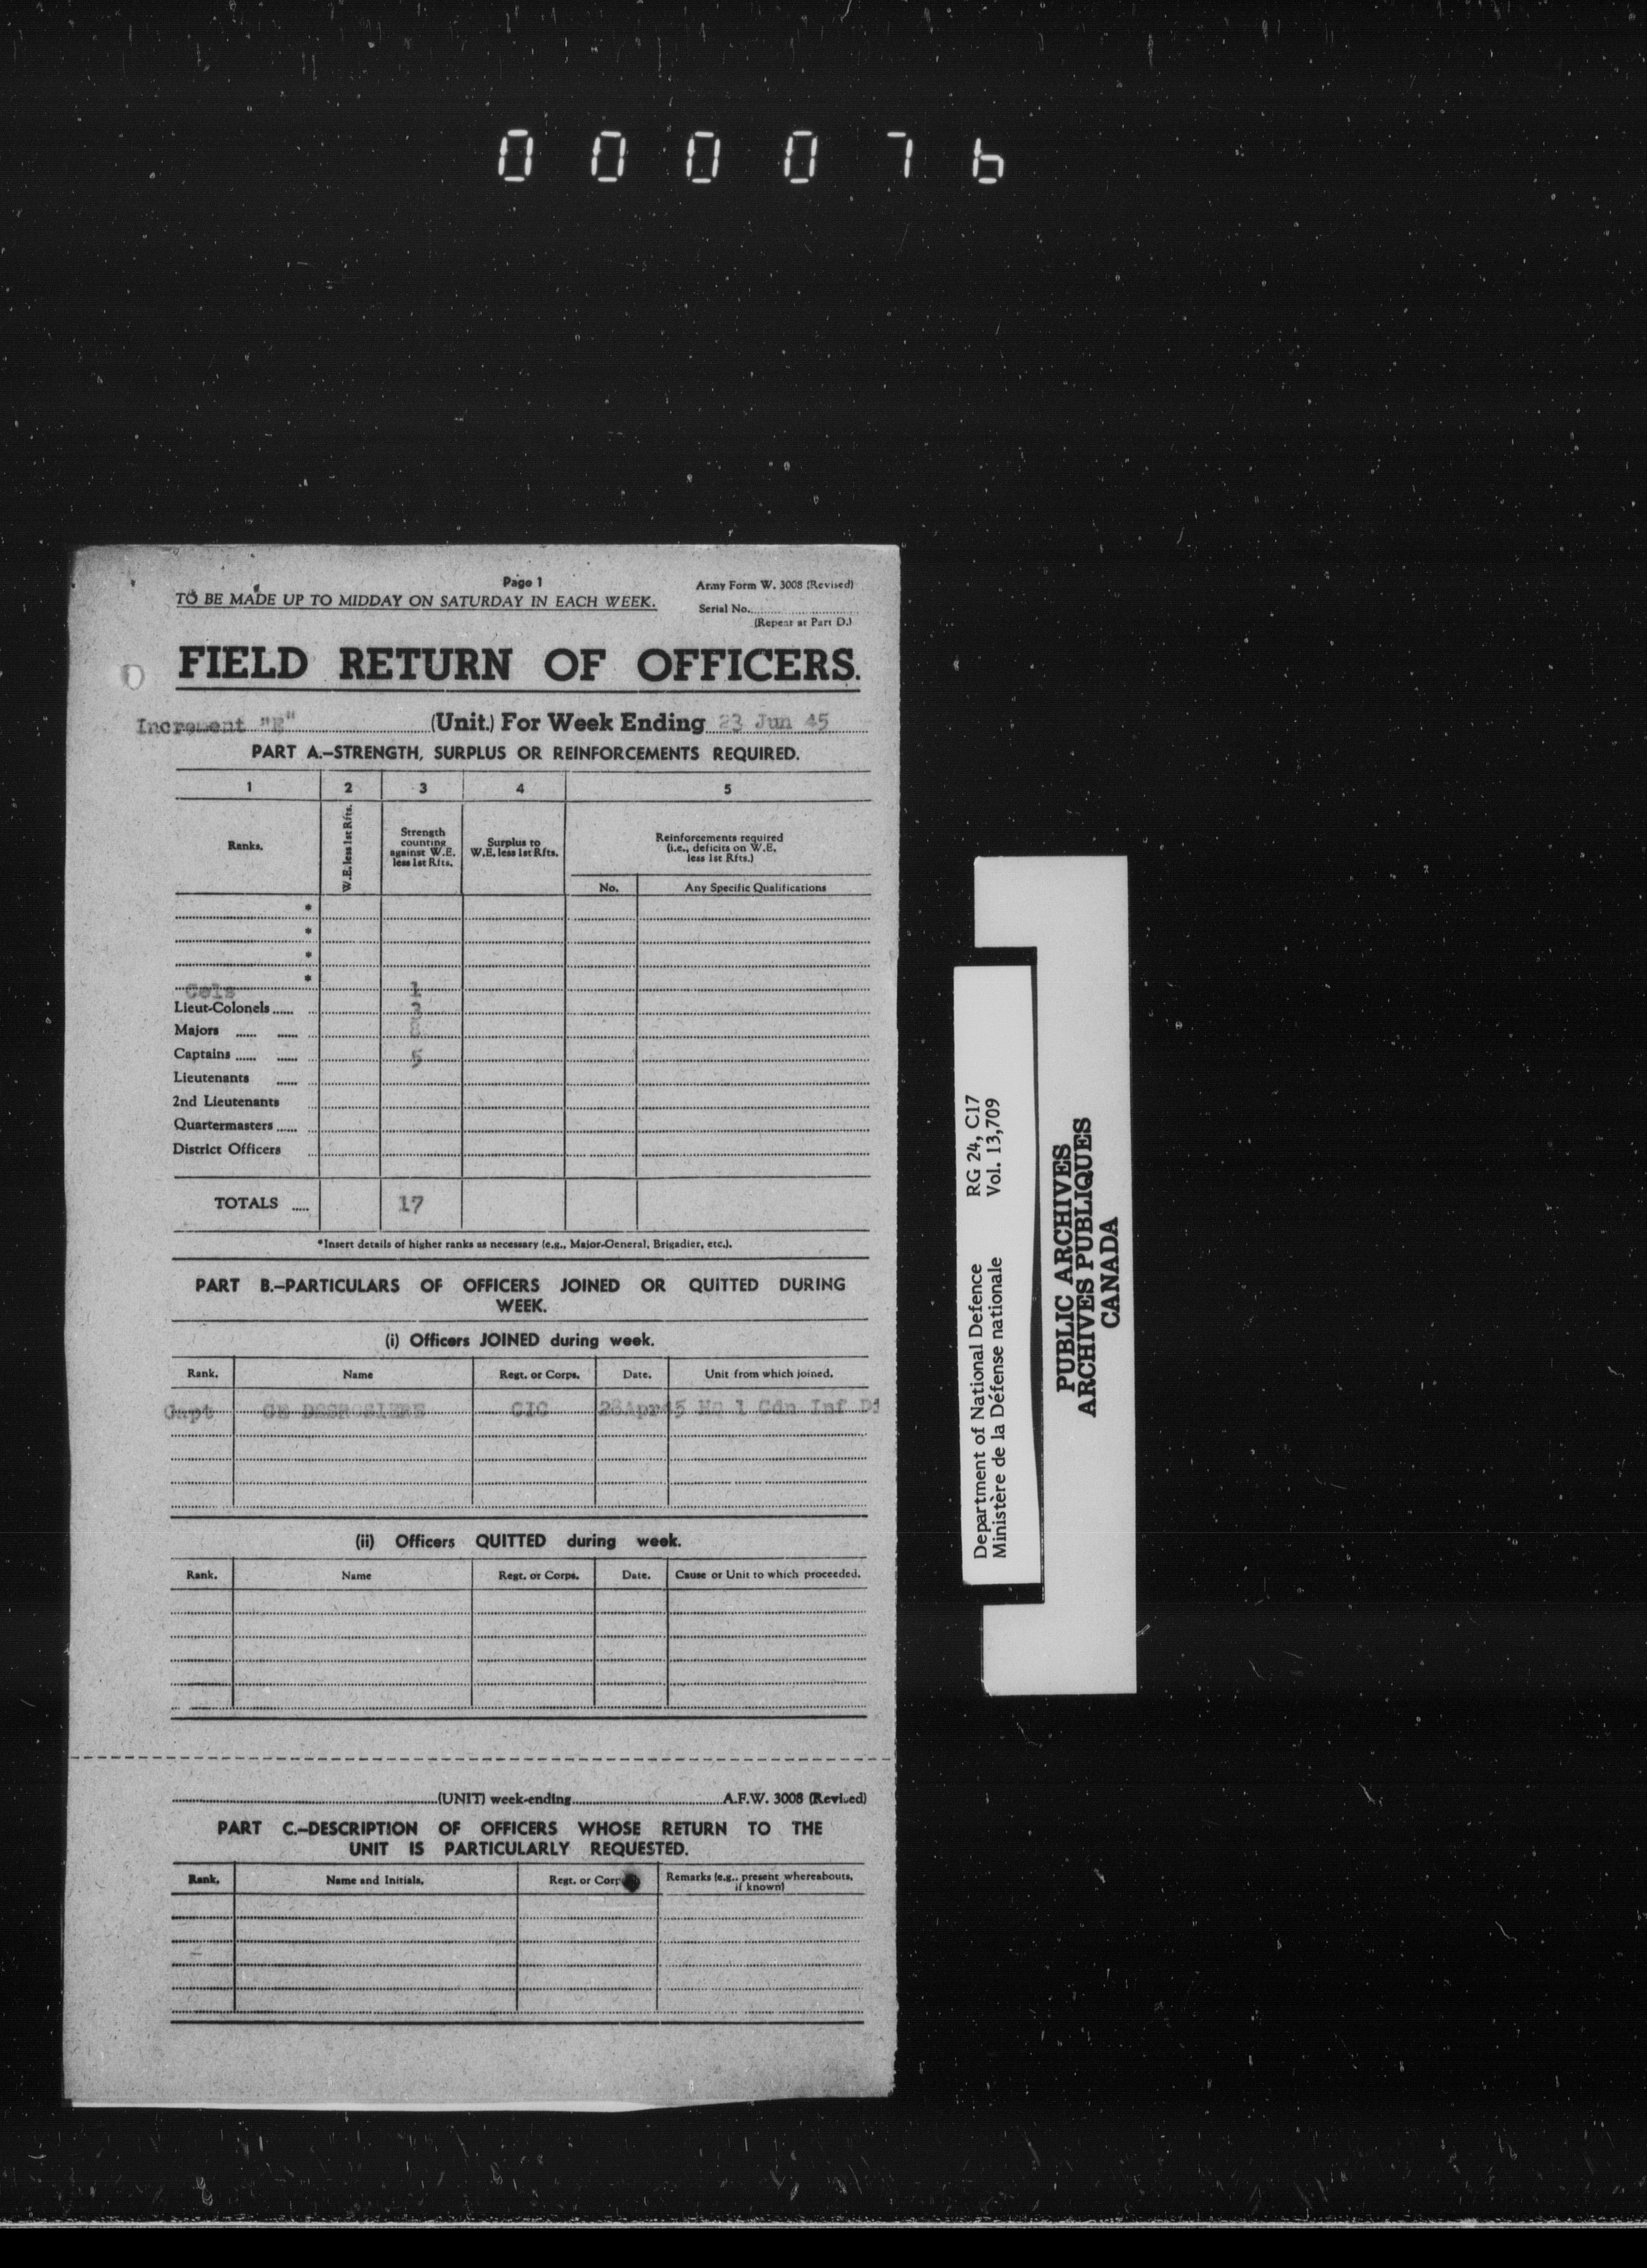 000076
Page 1
Army Form W. 3008 (Revised)
TO BE MADE UP TO MIDDAY ON SATURDAY IN EACH WEEK.
Serial No.
(Repeat at Part D.)
FIELD RETURN OF OFFICERS.
Increment "E" (Unit.) For Week Ending 23 Jun 45
PART A.—STRENGTH, SURPLUS OR REINFORCEMENTS REQUIRED.
1 2 3 4 5
Ranks.
W.E. less 1st Rfts.
Strength counting against W.E. less 1st Rfts.
Surplus to W.E. less 1st Rfts.
Reinforcements required (i.e., deficits on W.E. less 1st Rfts.)
No. Any Specific Qualifications
*
*
*
*
Cols 1
Lieut-Colonels ..... 3
Majors ..... .....
Captains ..... ..... 5
Lieutenants .....
2nd Lieutenants
Quartermasters .....
District Officers
TOTALS ..... 17
*Insert details of higher ranks as necessary (e.g., Major-General, Brigadier, etc.).
PART B.—PARTICULARS OF OFFICERS JOINED OR QUITTED DURING
WEEK.
(i) Officers JOINED during week.
Rank. Name Regt. or Corps. Date. Unit from which joined.
Capt GE CIC 28Apr45 No 1 Cdn Inf
(ii) Officers QUITTED during week.
Rank. Name Regt. or Corps. Date. Cause or Unit to which proceeded.
(UNIT) week-ending A.F.W. 3008 (Revised)
PART C.—DESCRIPTION OF OFFICERS WHOSE RETURN TO THE
UNIT IS PARTICULARLY REQUESTED.
Rank. Name and Initials. Regt. or Corps Remarks (e.g., present whereabouts, if known)
Department of National Defence RG 24, C17
Ministère de la Défense nationale Vol. 13,709
PUBLIC ARCHIVES
ARCHIVES PUBLIQUES
CANADA